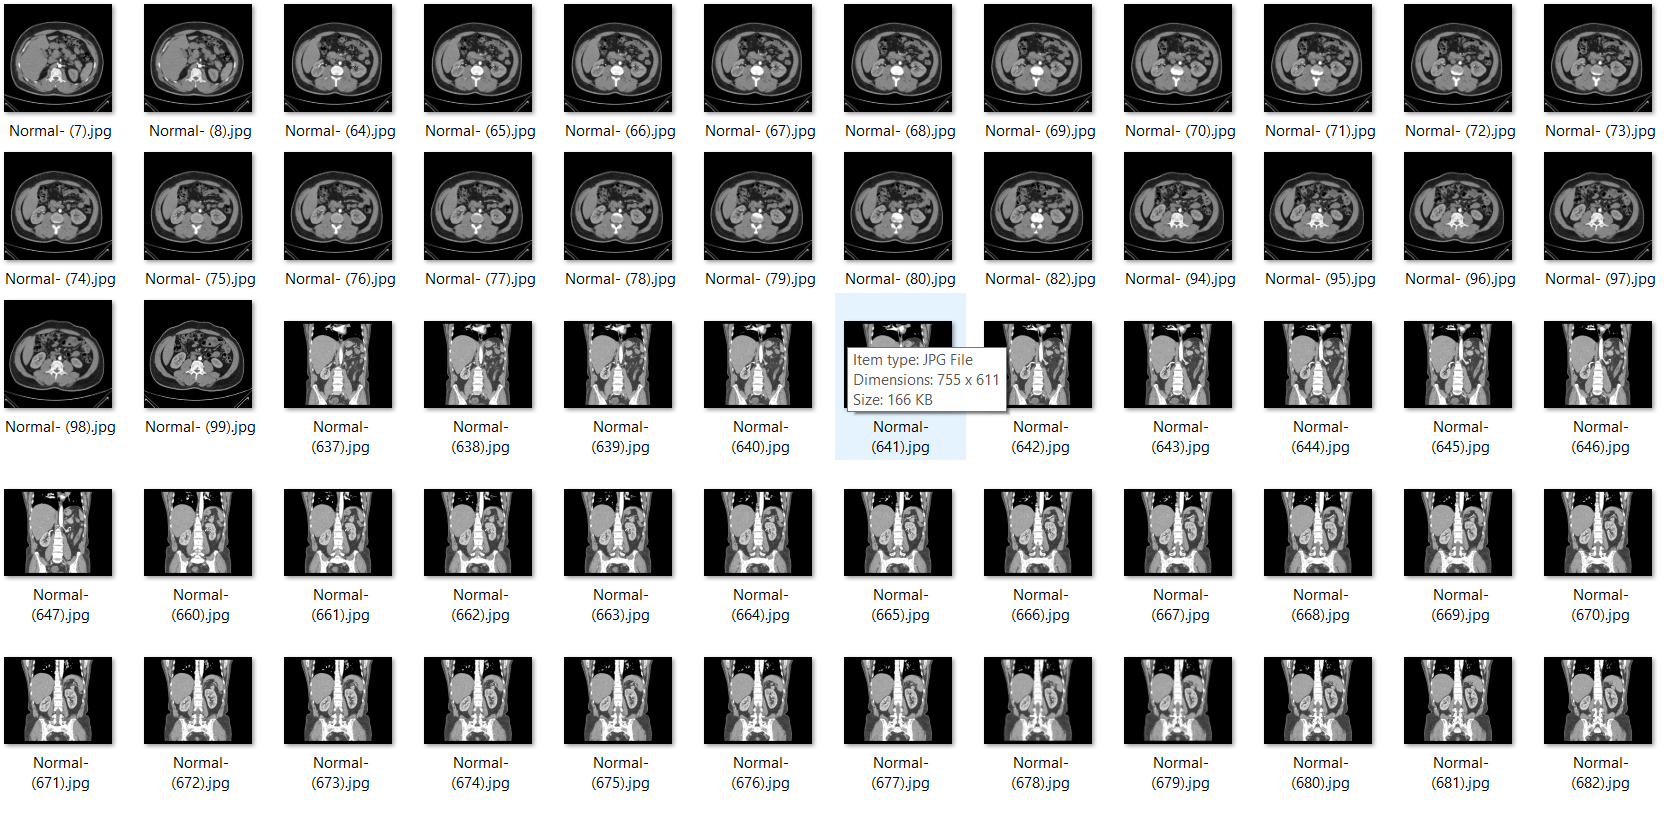 Normal- (7).jpg
Normal- (8).jpg
Normal- (64).jpg
Normal- (65).jpg
Normal- (66).jpg
Normal- (67).jpg
Normal- (68).jpg
Normal- (69).jpg
Normal- (70).jpg
Normal- (71).jpg
Normal- (72).jpg
Normal- (73).jpg
Normal- (74).jpg
Normal- (75).jpg
Normal- (76).jpg
Normal- (77).jpg
Normal- (78).jpg
Normal- (79).jpg
Normal- (80).jpg
Normal- (82).jpg
Normal- (94).jpg
Normal- (95).jpg
Normal- (96).jpg
Normal- (97).jpg
Normal- (98).jpg
Normal- (99).jpg
Normal-
(637).jpg
Normal-
(638).jpg
Normal-
(639).jpg
Normal-
(640).jpg
Item type: JPG File
Dimensions: 755 x 611
Size: 166 KB
Normal-
(641).jpg
Normal-
(642).jpg
Normal-
(643).jpg
Normal-
(644).jpg
Normal-
(645).jpg
Normal-
(646).jpg
Normal-
(647).jpg
Normal-
(660).jpg
Normal-
(661).jpg
Normal-
(662).jpg
Normal-
(663).jpg
Normal-
(664).jpg
Normal-
(665).jpg
Normal-
(666).jpg
Normal-
(667).jpg
Normal-
(668).jpg
Normal-
(669).jpg
Normal-
(670).jpg
Normal-
(671).jpg
Normal-
(672).jpg
Normal-
(673).jpg
Normal-
(674).jpg
Normal-
(675).jpg
Normal-
(676).jpg
Normal-
(677).jpg
Normal-
(678).jpg
Normal-
(679).jpg
Normal-
(680).jpg
Normal-
(681).jpg
Normal-
(682).jpg